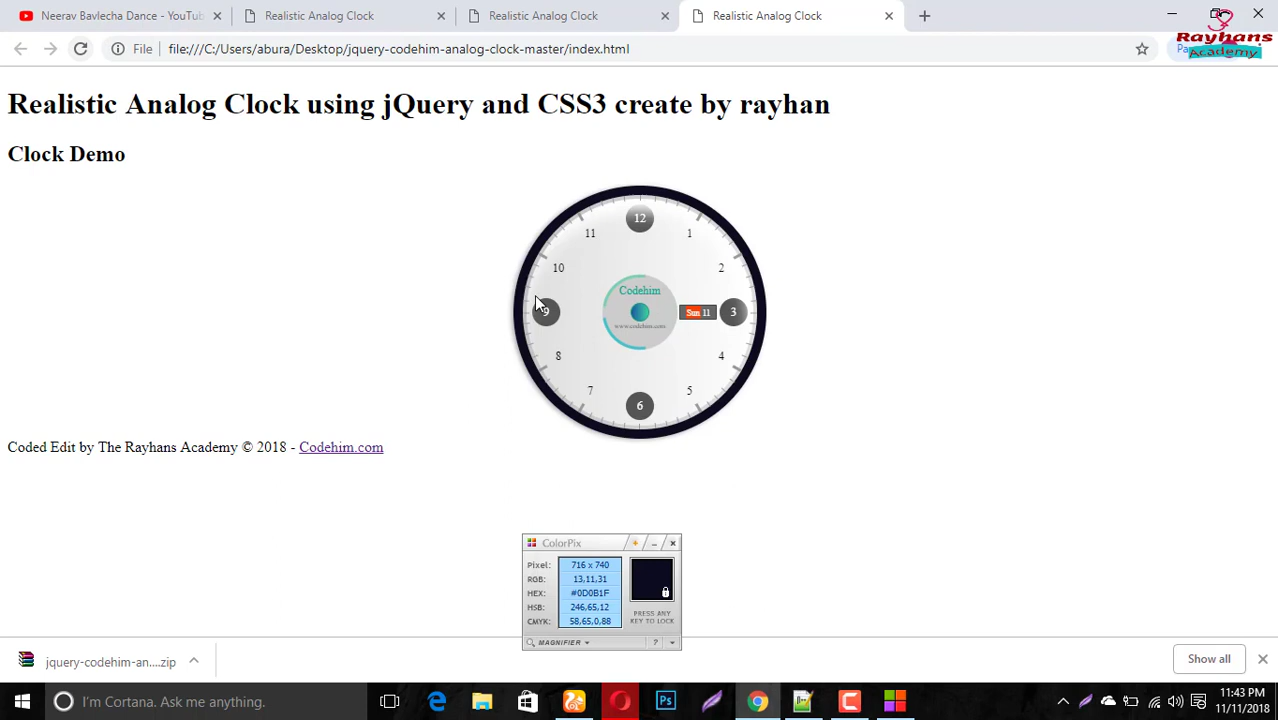 Neerav Bavlecha Dance - YouTu
Realistic Analog Clock
Realistic Analog Clock
Realistic Analog Clock
Rayhans
Academy
File
file:///C:/Users/abura/Desktop/jquery-codehim-analog-clock-master/index.html
Realistic Analog Clock using jQuery and CSS3 create by rayhan
Clock Demo
12
11
1
10
2
Codehim
9
Sun 11
3
www.codehim.com
8
4
7
5
6
Coded Edit by The Rayhans Academy © 2018 - Codehim.com
ColorPix
Pixel: 716 x 740
RGB: 13,11,31
HEX: #0D0B1F
HSB: 246,65,12
CMYK: 58,65,0,88
PRESS ANY
KEY TO LOCK
MAGNIFIER
?
jquery-codehim-an....zip
Show all
I'm Cortana. Ask me anything.
Ps
11:43 PM
11/11/2018